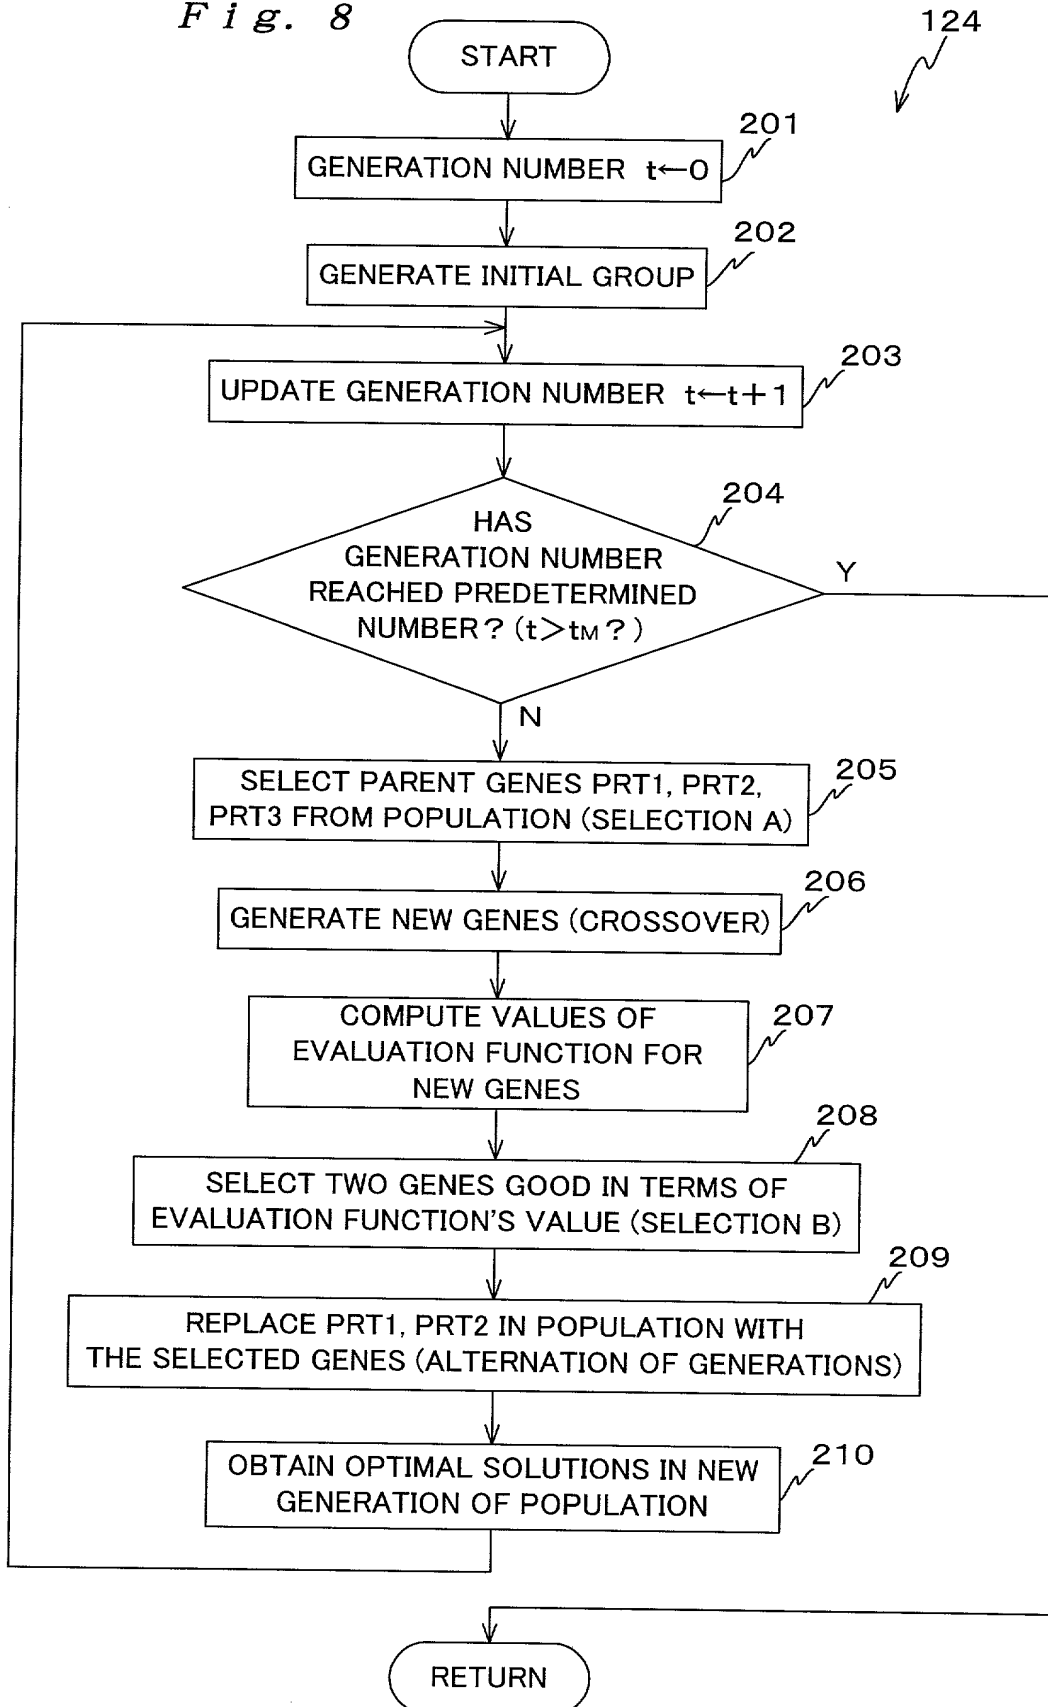 Fig. 8
124
START
201
GENERATION NUMBER t←0
202
GENERATE INITIAL GROUP
203
UPDATE GENERATION NUMBER t←t+1
204
HAS
GENERATION NUMBER
REACHED PREDETERMINED
NUMBER? (t>tM?)
Y
N
205
SELECT PARENT GENES PRT1, PRT2,
PRT3 FROM POPULATION (SELECTION A)
206
GENERATE NEW GENES (CROSSOVER)
207
COMPUTE VALUES OF
EVALUATION FUNCTION FOR
NEW GENES
208
SELECT TWO GENES GOOD IN TERMS OF
EVALUATION FUNCTION'S VALUE (SELECTION B)
209
REPLACE PRT1, PRT2 IN POPULATION WITH
THE SELECTED GENES (ALTERNATION OF GENERATIONS)
210
OBTAIN OPTIMAL SOLUTIONS IN NEW
GENERATION OF POPULATION
RETURN